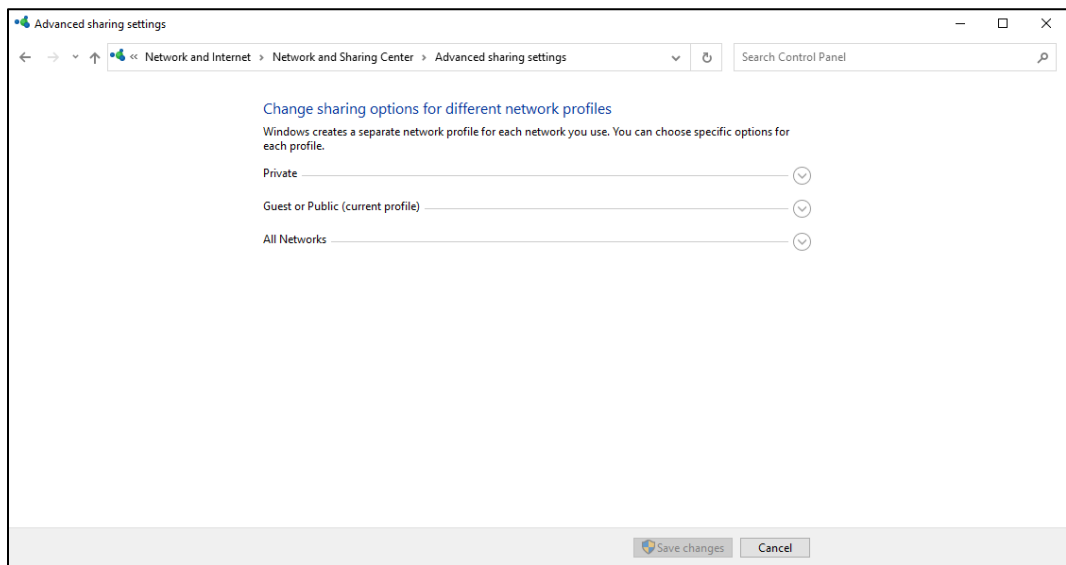 Advanced sharing settings
« Network and Internet > Network and Sharing Center > Advanced sharing settings
Search Control Panel
Change sharing options for different network profiles
Windows creates a separate network profile for each network you use. You can choose specific options for
each profile.
Private
Guest or Public (current profile)
All Networks
Save changes
Cancel